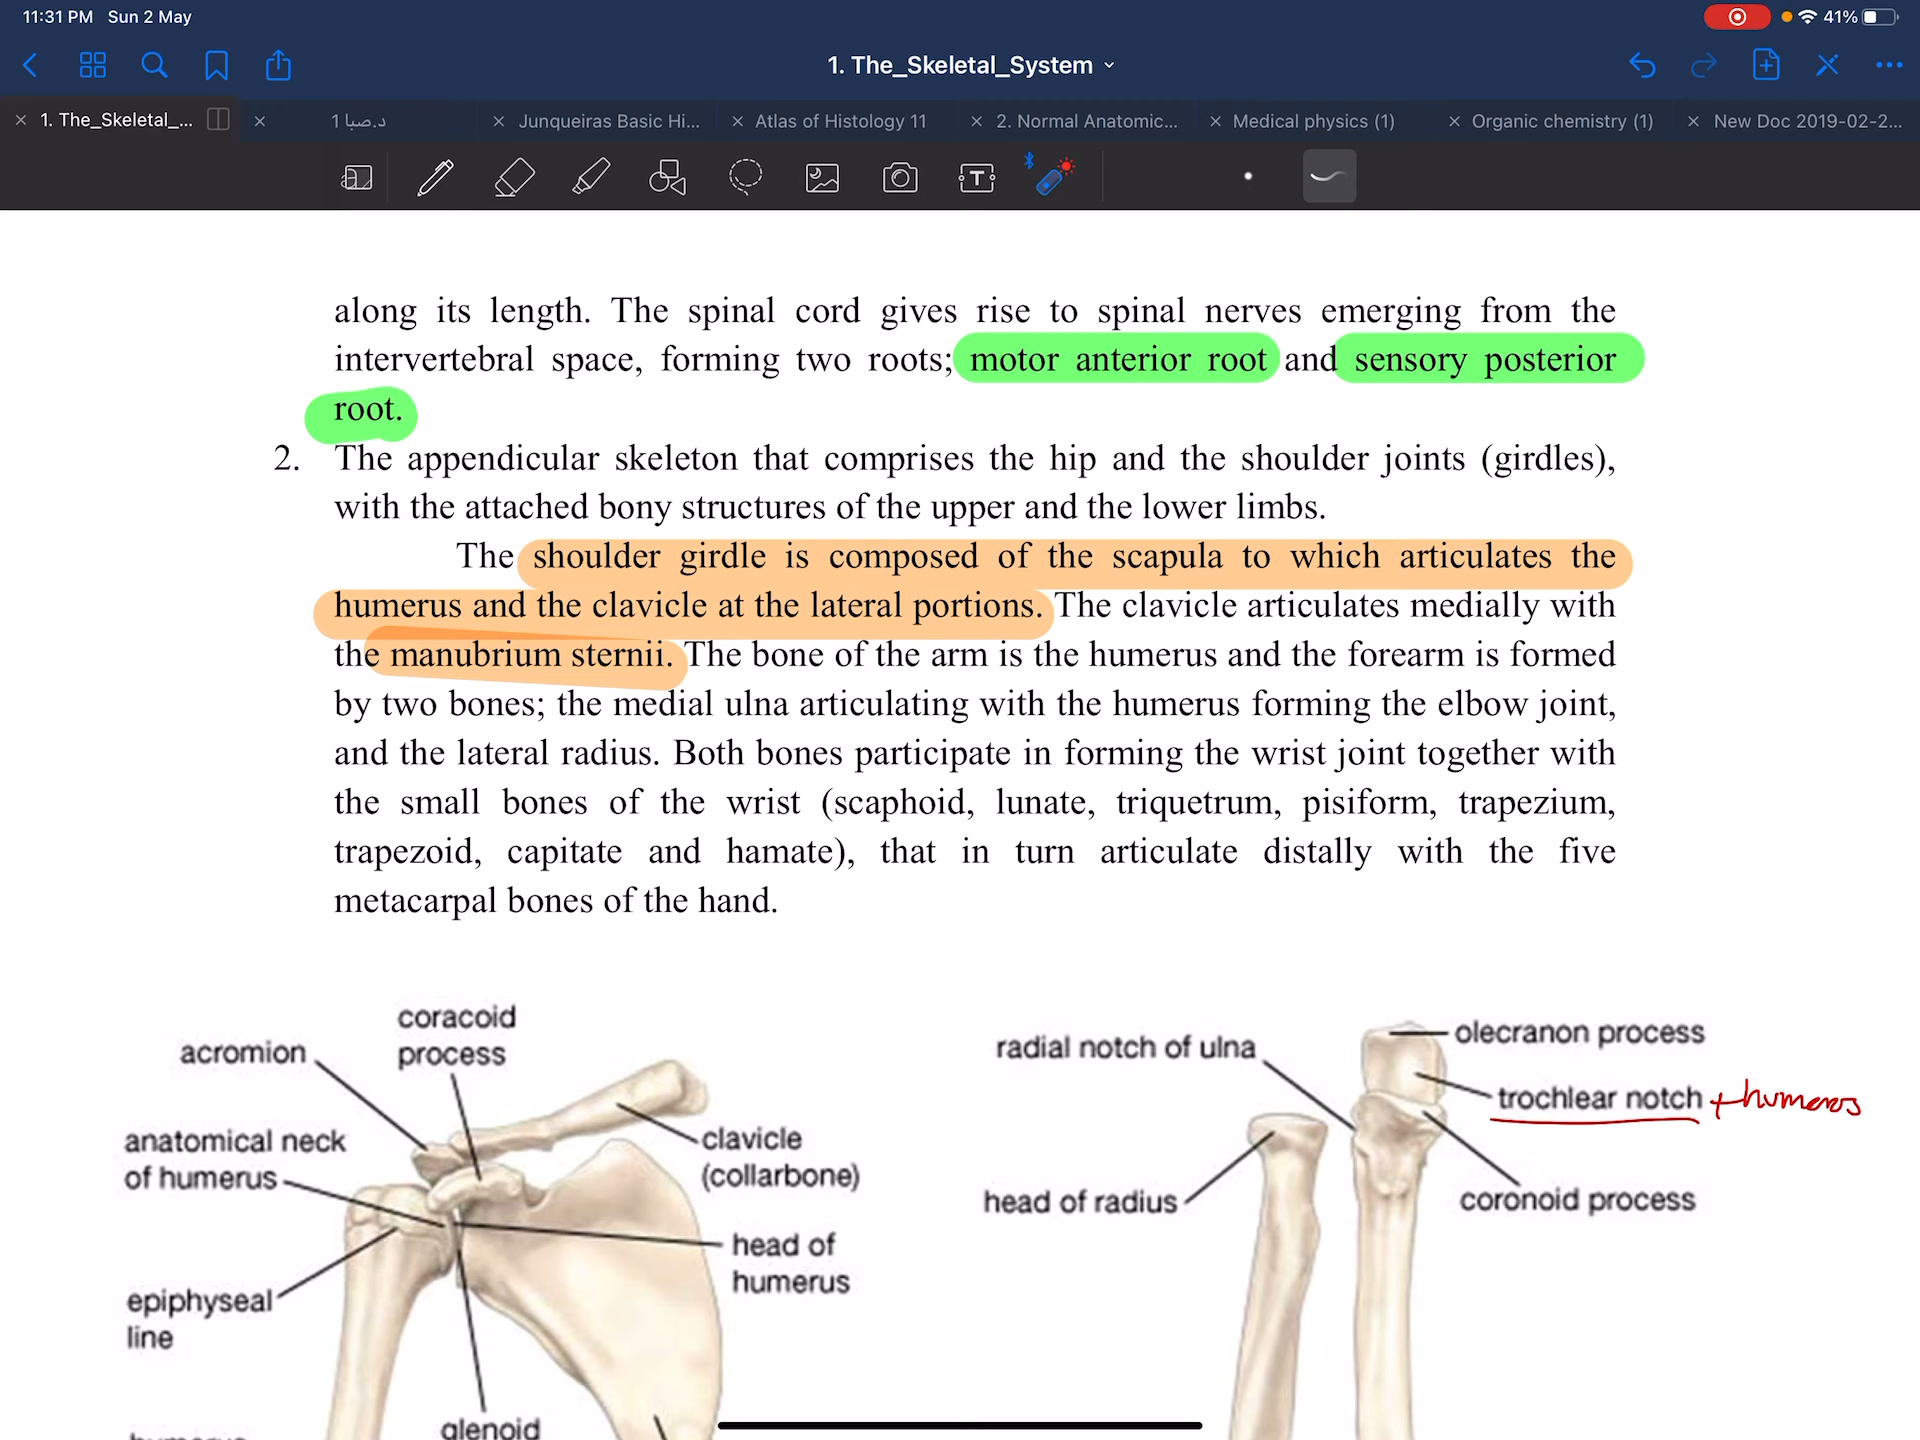 11:31 PM Sun 2 May
41%
1. The_Skeletal_System
1. The_Skeletal_...
د.صبا 1
Junqueiras Basic Hi...
Atlas of Histology 11
2. Normal Anatomic...
Medical physics (1)
Organic chemistry (1)
New Doc 2019-02-2...
along its length. The spinal cord gives rise to spinal nerves emerging from the
intervertebral space, forming two roots; motor anterior root and sensory posterior
root.
2. The appendicular skeleton that comprises the hip and the shoulder joints (girdles),
with the attached bony structures of the upper and the lower limbs.
The shoulder girdle is composed of the scapula to which articulates the
humerus and the clavicle at the lateral portions. The clavicle articulates medially with
the manubrium sternii. The bone of the arm is the humerus and the forearm is formed
by two bones; the medial ulna articulating with the humerus forming the elbow joint,
and the lateral radius. Both bones participate in forming the wrist joint together with
the small bones of the wrist (scaphoid, lunate, triquetrum, pisiform, trapezium,
trapezoid, capitate and hamate), that in turn articulate distally with the five
metacarpal bones of the hand.
coracoid
process
acromion
anatomical neck
of humerus
clavicle
(collarbone)
head of
humerus
epiphyseal
line
glenoid
humerus
radial notch of ulna
olecranon process
trochlear notch + humeros
head of radius
coronoid process